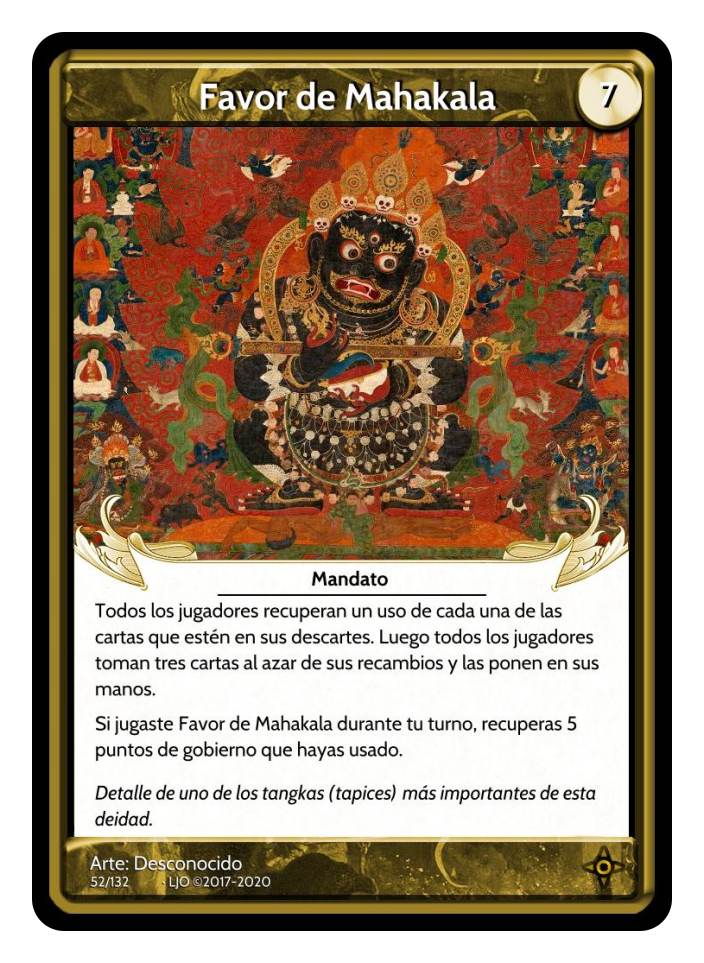 Favor de Mahakala
7
Mandato
Todos los jugadores recuperan un uso de cada una de las
cartas que estén en sus descartes. Luego todos los jugadores
toman tres cartas al azar de sus recambios y las ponen en sus
manos.
Si jugaste Favor de Mahakala durante tu turno, recuperas 5
puntos de gobierno que hayas usado.
Detalle de uno de los tangkas (tapices) más importantes de esta
deidad.
Arte: Desconocido
52/132 LJO ©2017-2020